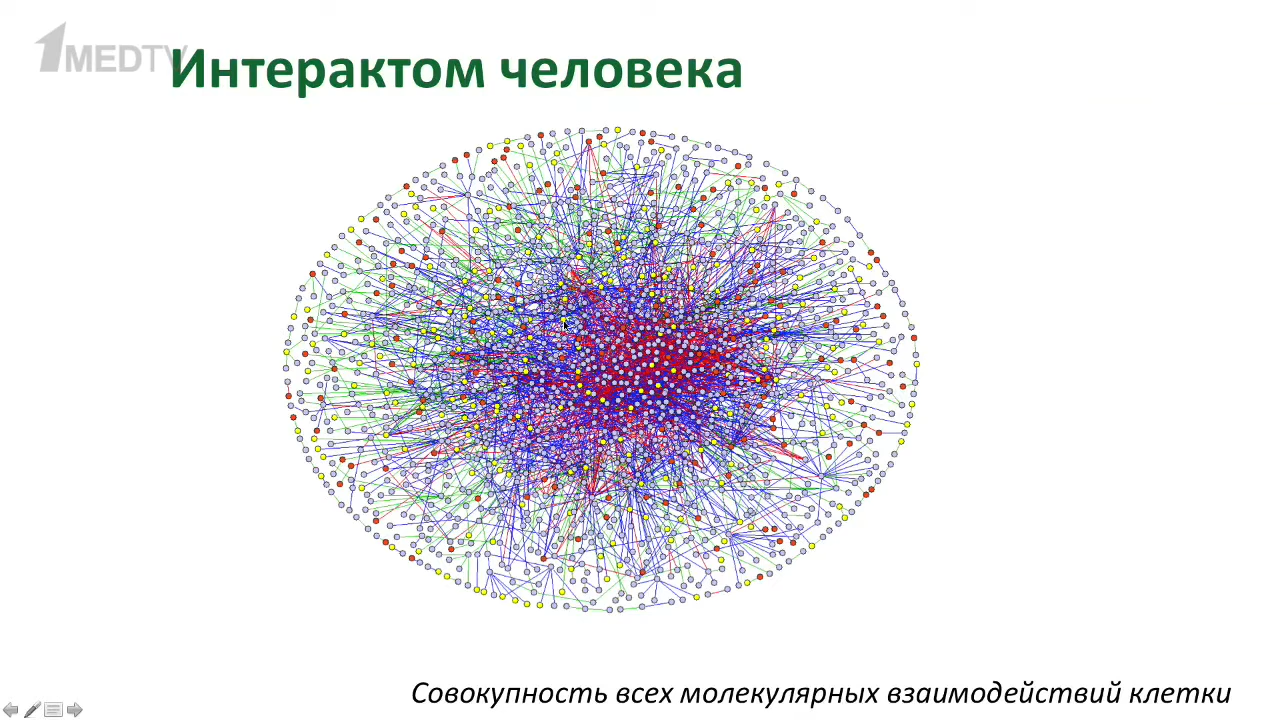 1MEDTV
Интерактом человека
Совокупность всех молекулярных взаимодействий клетки